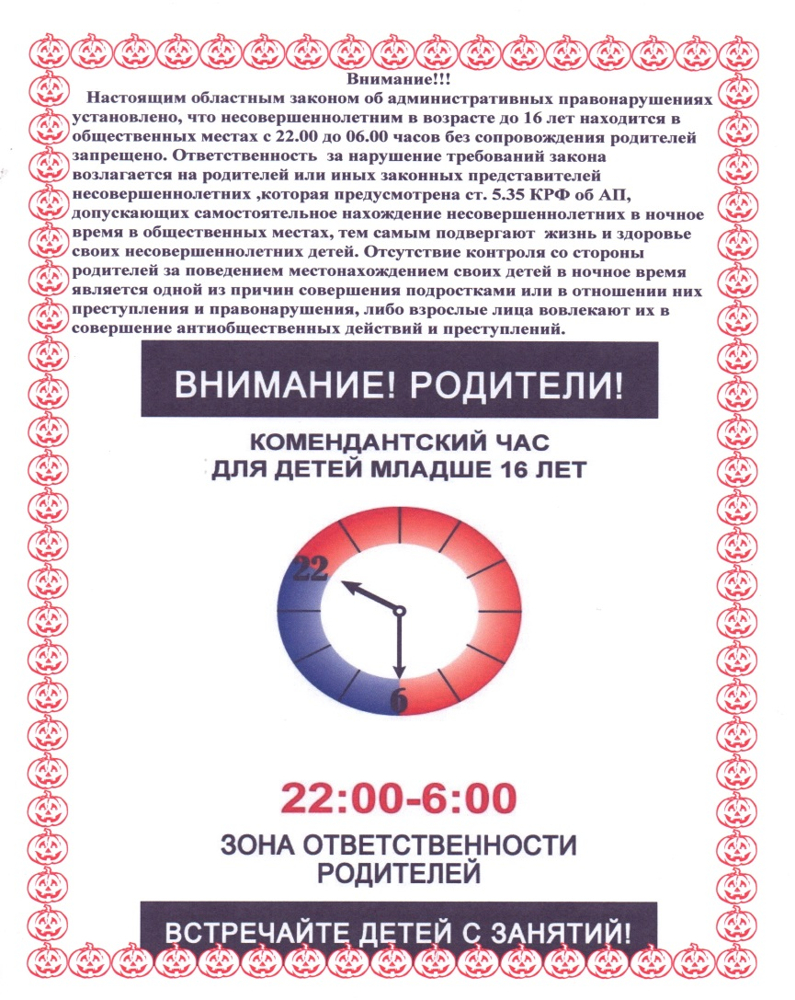 Внимание!!!
Настоящим областным законом об административных правонарушениях
установлено, что несовершеннолетним в возрасте до 16 лет находится в
общественных местах с 22.00 до 06.00 часов без сопровождения родителей
запрещено. Ответственность за нарушение требований закона
возлагается на родителей или иных законных представителей
несовершеннолетних ,которая предусмотрена ст. 5.35 КРФ об АП,
допускающих самостоятельное нахождение несовершеннолетних в ночное
время в общественных местах, тем самым подвергают жизнь и здоровье
своих несовершеннолетних детей. Отсутствие контроля со стороны
родителей за поведением местонахождением своих детей в ночное время
является одной из причин совершения подростками или в отношении них
преступления и правонарушения, либо взрослые лица вовлекают их в
совершение антиобщественных действий и преступлений.
ВНИМАНИЕ! РОДИТЕЛИ!
КОМЕНДАНТСКИЙ ЧАС
ДЛЯ ДЕТЕЙ МЛАДШЕ 16 ЛЕТ
22
6
22:00-6:00
ЗОНА ОТВЕТСТВЕННОСТИ
РОДИТЕЛЕЙ
ВСТРЕЧАЙТЕ ДЕТЕЙ С ЗАНЯТИЙ!